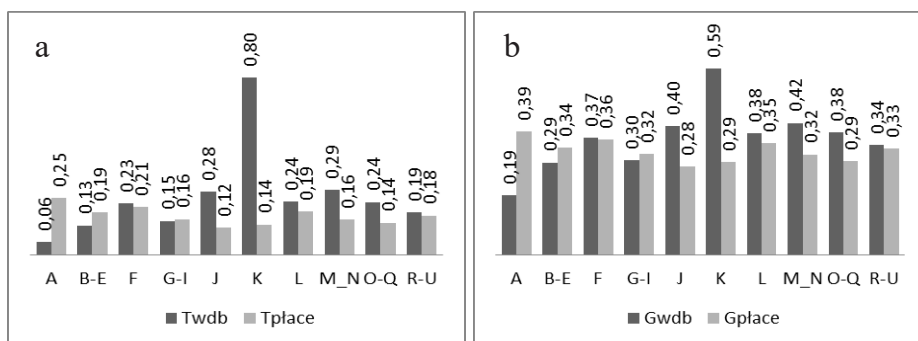 a
0,06 0,25 0,13 0,19 0,23 0,21 0,15 0,16 0,28 0,12 0,80 0,14 0,24 0,19 0,29 0,16 0,24 0,14 0,19 0,18
A B-E F G-I J K L M_N O-Q R-U
Twdb Tpłace
b
0,19 0,39 0,29 0,34 0,37 0,36 0,30 0,32 0,40 0,28 0,59 0,29 0,38 0,35 0,42 0,32 0,38 0,29 0,34 0,33
A B-E F G-I J K L M_N O-Q R-U
Gwdb Gpłace